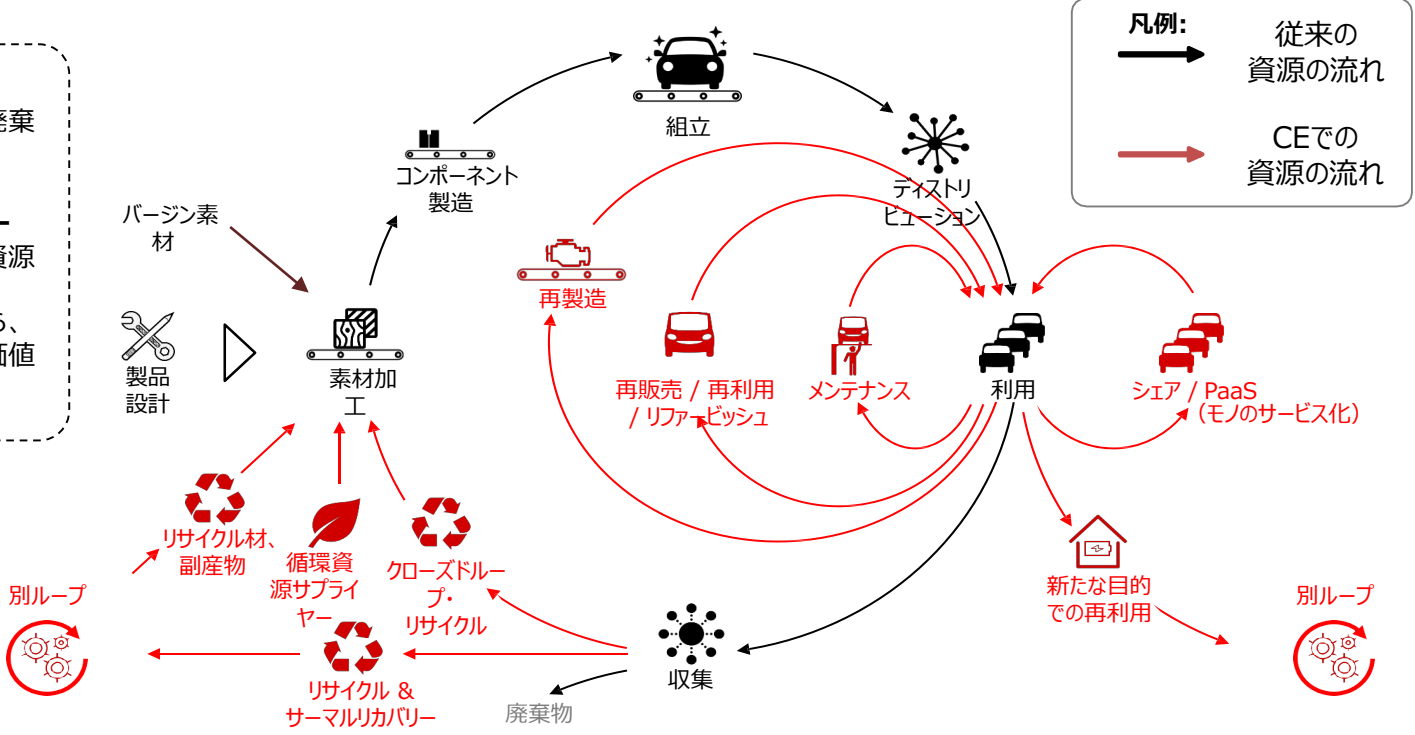 凡例:
従来の
資源の流れ
CEでの
資源の流れ
廃棄
資源
ら、
価値
組立
コンポーネント
製造
ディストリ
ビューション
バージン素
材
再製造
製品
設計
素材加
工
再販売 / 再利用
/ リファービッシュ
メンテナンス
利用
シェア / PaaS
（モノのサービス化）
リサイクル材、
副産物
循環資
源サプライ
ヤー
クローズドルー
プ・
リサイクル
新たな目的
での再利用
別ループ
別ループ
収集
リサイクル &
サーマルリカバリー
廃棄物